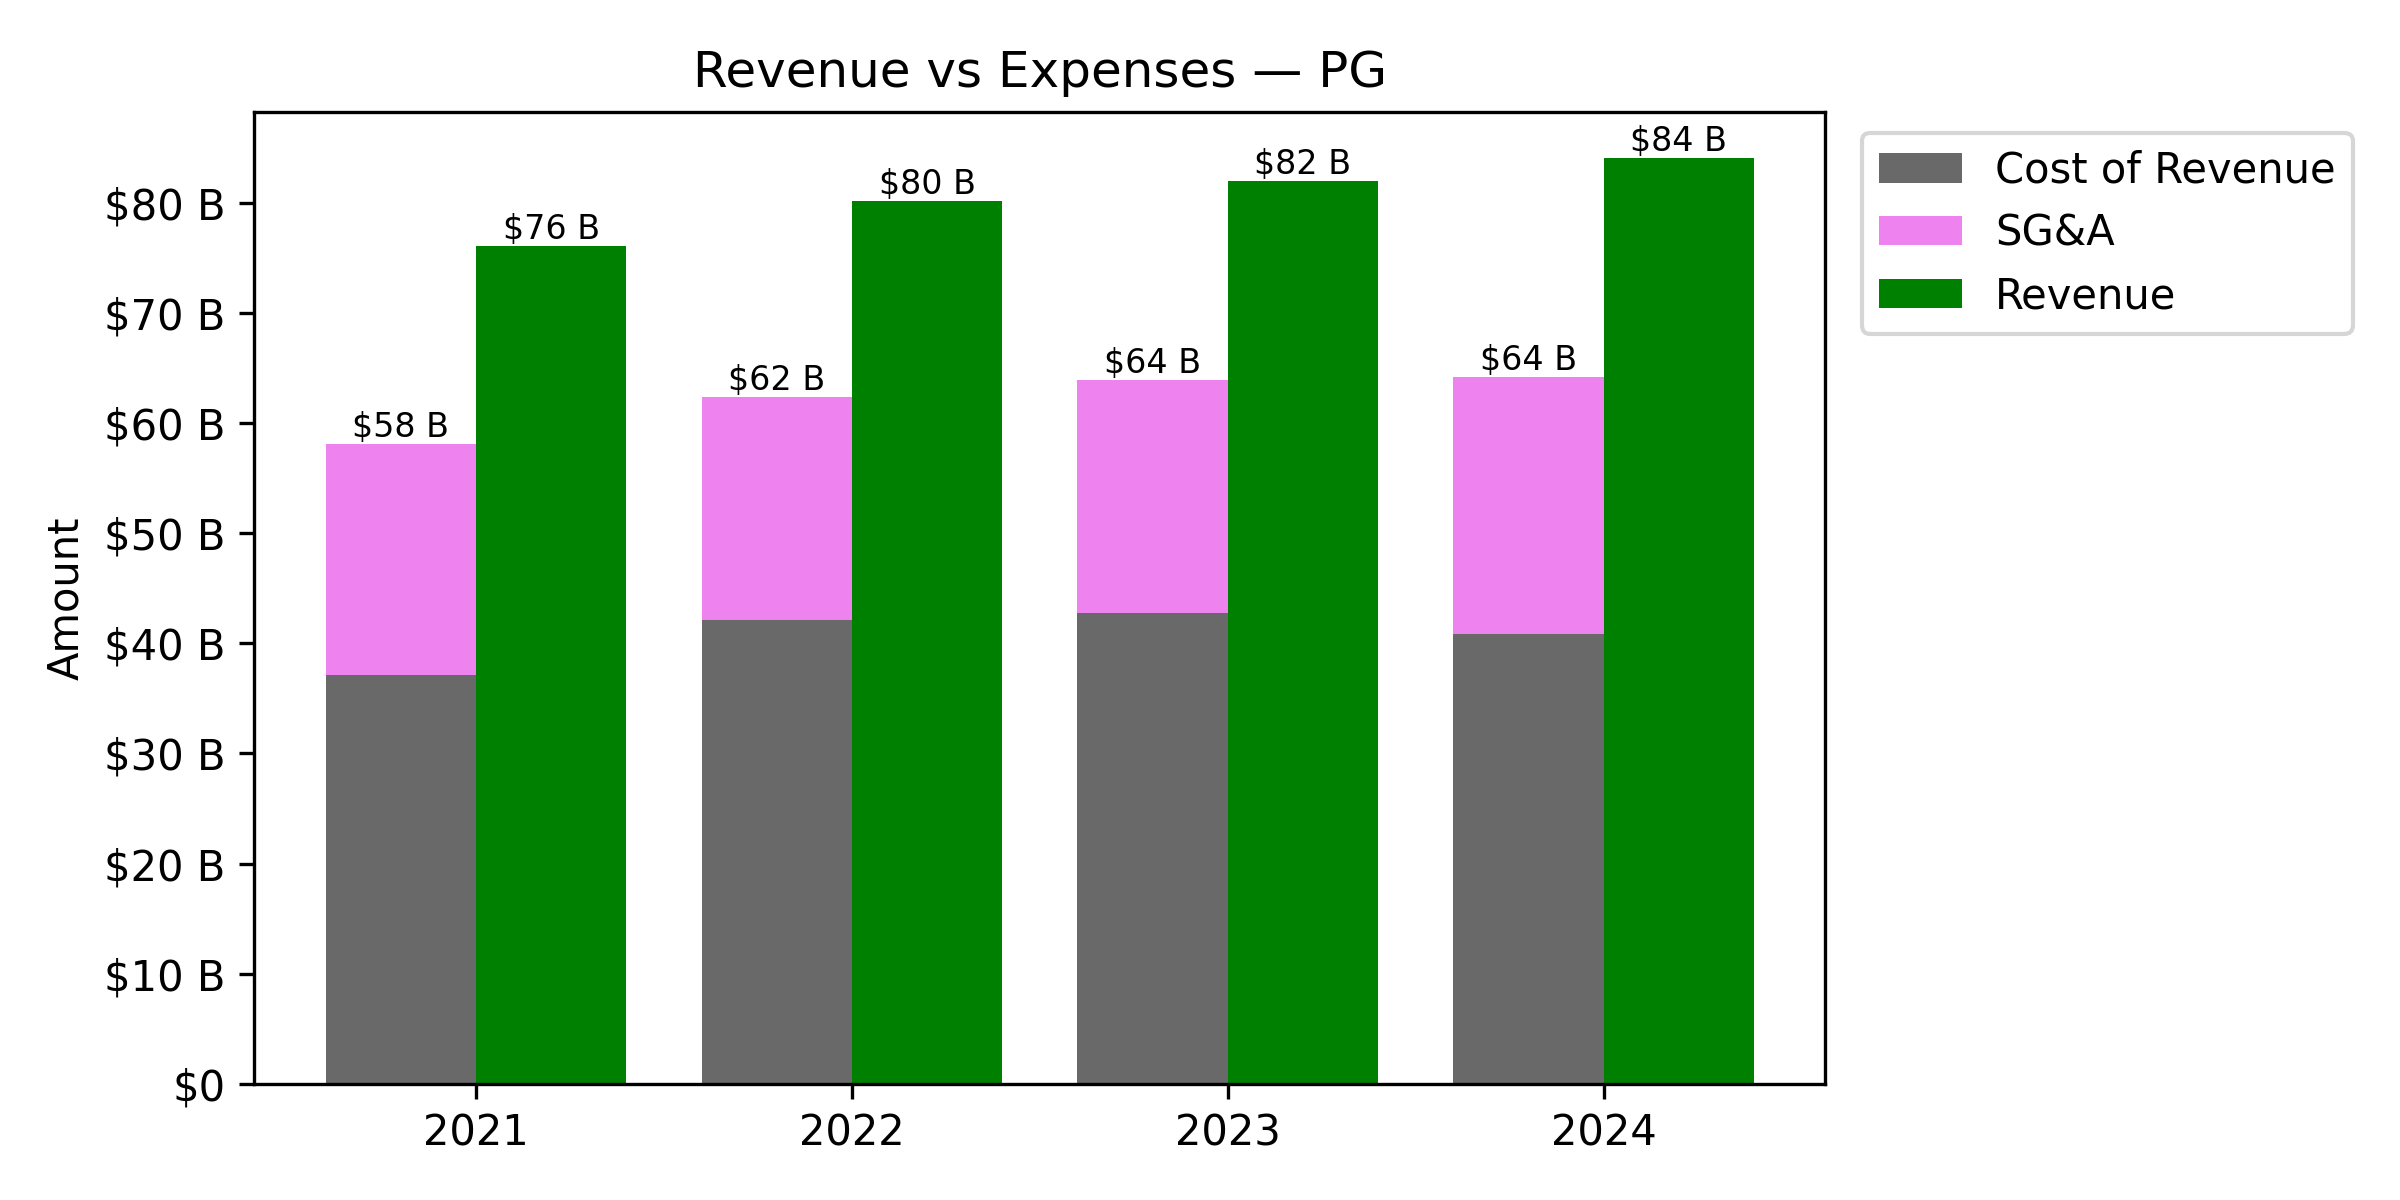 Revenue vs Expenses — PG
Amount
$80 B
$70 B
$60 B
$50 B
$40 B
$30 B
$20 B
$10 B
$0
$58 B
$76 B
$62 B
$80 B
$64 B
$82 B
$64 B
$84 B
2021
2022
2023
2024
Cost of Revenue
SG&A
Revenue